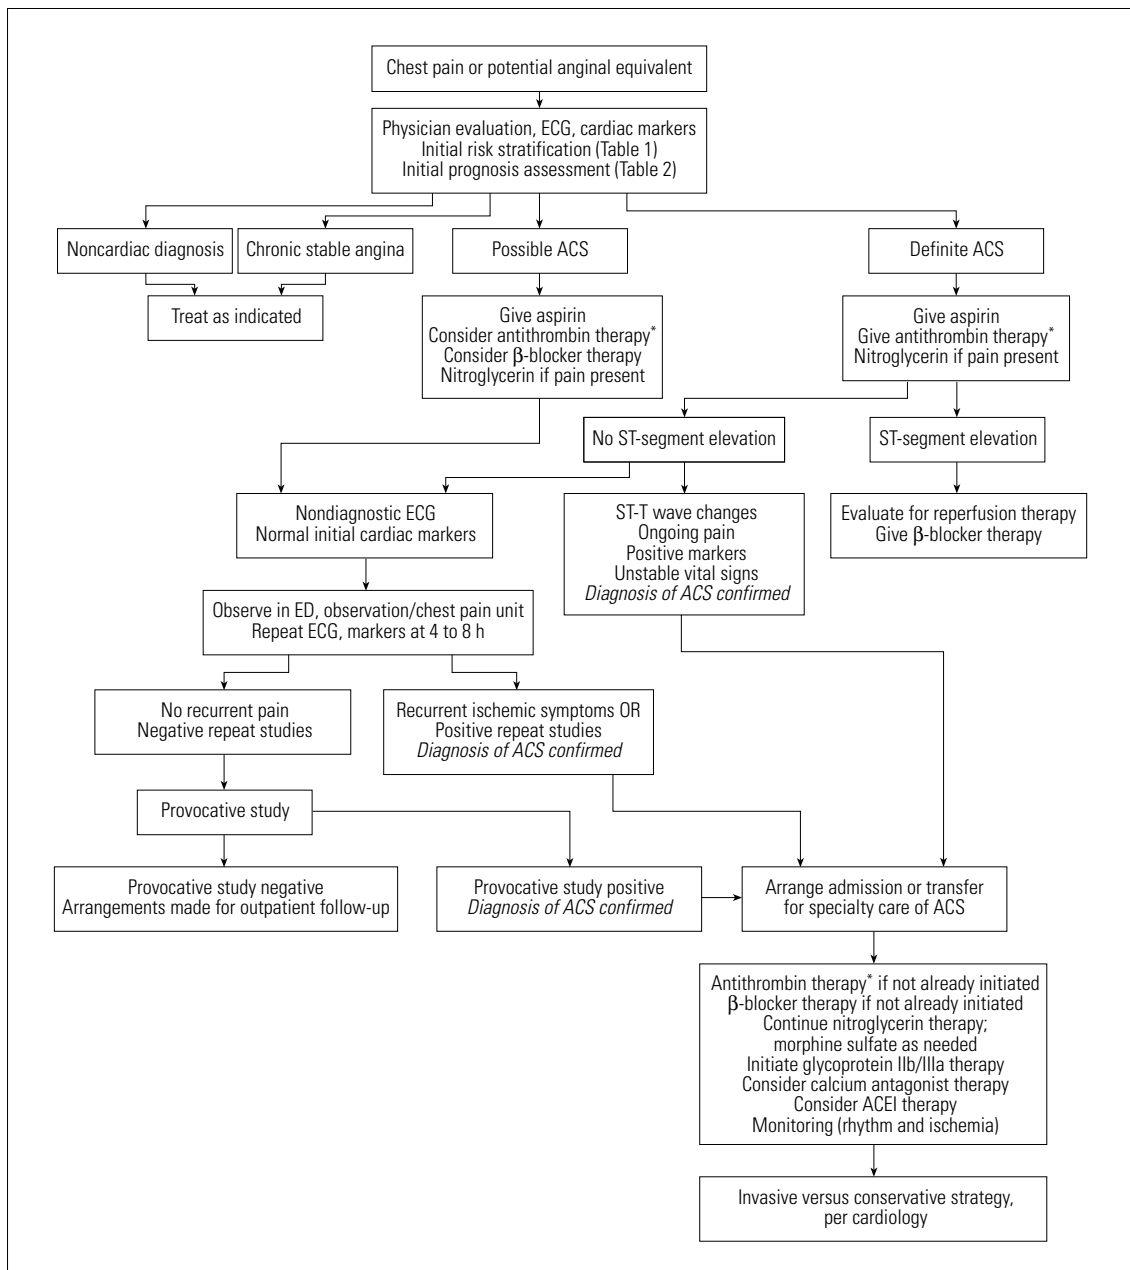 Chest pain or potential anginal equivalent
Physician evaluation, ECG, cardiac markers
Initial risk stratification (Table 1)
Initial prognosis assessment (Table 2)
Noncardiac diagnosis
Chronic stable angina
Possible ACS
Definite ACS
Treat as indicated
Give aspirin
Consider antithrombin therapy*
Consider β-blocker therapy
Nitroglycerin if pain present
Give aspirin
Give antithrombin therapy*
Nitroglycerin if pain present
No ST-segment elevation
ST-segment elevation
Nondiagnostic ECG
Normal initial cardiac markers
ST-T wave changes
Ongoing pain
Positive markers
Unstable vital signs
Diagnosis of ACS confirmed
Evaluate for reperfusion therapy
Give β-blocker therapy
Observe in ED, observation/chest pain unit
Repeat ECG, markers at 4 to 8 h
No recurrent pain
Negative repeat studies
Recurrent ischemic symptoms OR
Positive repeat studies
Diagnosis of ACS confirmed
Provocative study
Provocative study negative
Arrangements made for outpatient follow-up
Provocative study positive
Diagnosis of ACS confirmed
Arrange admission or transfer
for specialty care of ACS
Antithrombin therapy* if not already initiated
β-blocker therapy if not already initiated
Continue nitroglycerin therapy;
morphine sulfate as needed
Initiate glycoprotein IIb/IIIa therapy
Consider calcium antagonist therapy
Consider ACEI therapy
Monitoring (rhythm and ischemia)
Invasive versus conservative strategy,
per cardiology